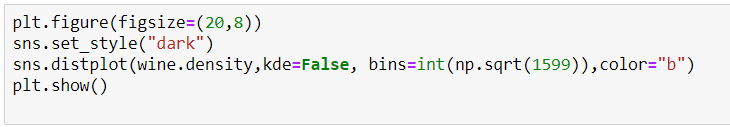 plt.figure(figsize=(20,8))
sns.set_style("dark")
sns.distplot(wine.density,kde=False, bins=int(np.sqrt(1599)),color="b")
plt.show()